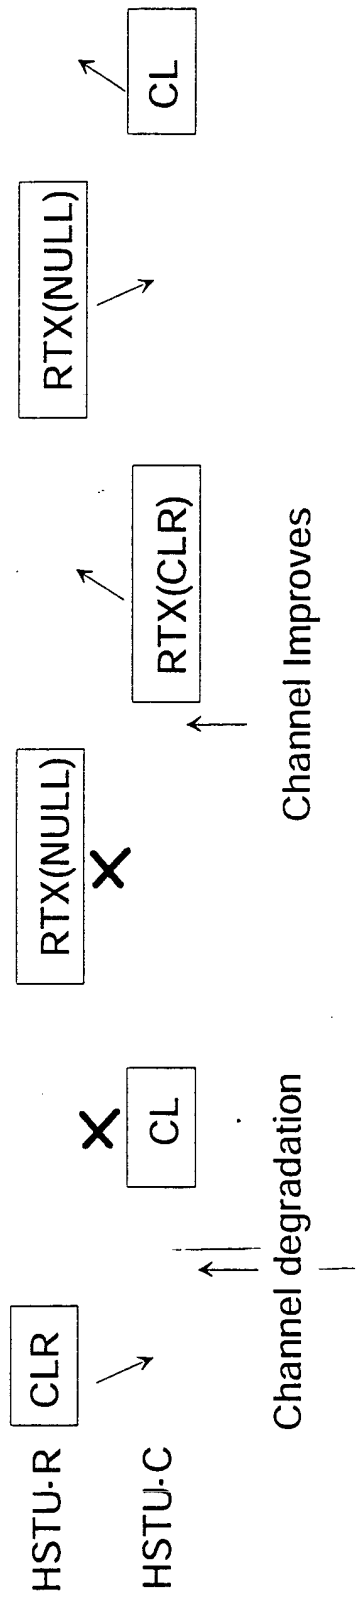 HSTU-R CLR RTX(NULL) RTX(NULL)
HSTU-C CL RTX(CLR) CL
Channel degradation Channel Improves